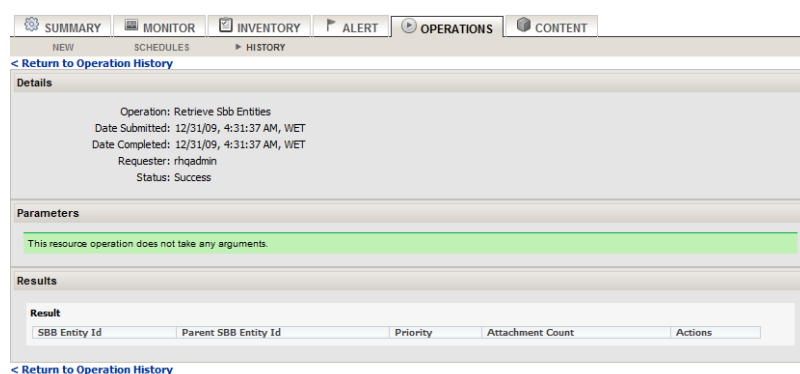 SUMMARY MONITOR INVENTORY ALERT OPERATIONS CONTENT
NEW SCHEDULES HISTORY
< Return to Operation History
Details
Operation: Retrieve Sbb Entities
Date Submitted: 12/31/09, 4:31:37 AM, WET
Date Completed: 12/31/09, 4:31:37 AM, WET
Requester: rhqadmin
Status: Success
Parameters
This resource operation does not take any arguments.
Results
Result
SBB Entity Id Parent SBB Entity Id Priority Attachment Count Actions
< Return to Operation History